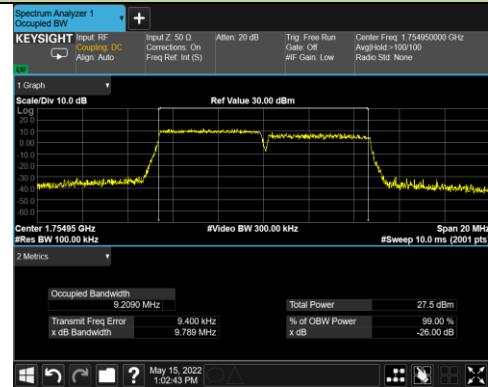 Spectrum Analyzer 1
Occupied BW
KEYSIGHT Input: RF Input Z: 50 Ω Atten: 20 dB Trig: Free Run Center Freq: 1.754950000 GHz
Coupling: DC Corrections: On Gate: Off Avg|Hold:>100/100
Align: Auto Freq Ref: Int (S) #IF Gain: Low Radio Std: None
LXI
1 Graph
Scale/Div 10.0 dB Ref Value 30.00 dBm
Log
20.0
10.0
0.00
-10.0
-20.0
-30.0
-40.0
-50.0
-60.0
Center 1.75495 GHz #Video BW 300.00 kHz Span 20 MHz
#Res BW 100.00 kHz #Sweep 10.0 ms (2001 pts)
2 Metrics
Occupied Bandwidth
9.2090 MHz Total Power 27.5 dBm
Transmit Freq Error 9.400 kHz % of OBW Power 99.00 %
x dB Bandwidth 9.789 MHz x dB -26.00 dB
? May 15, 2022
1:02:43 PM